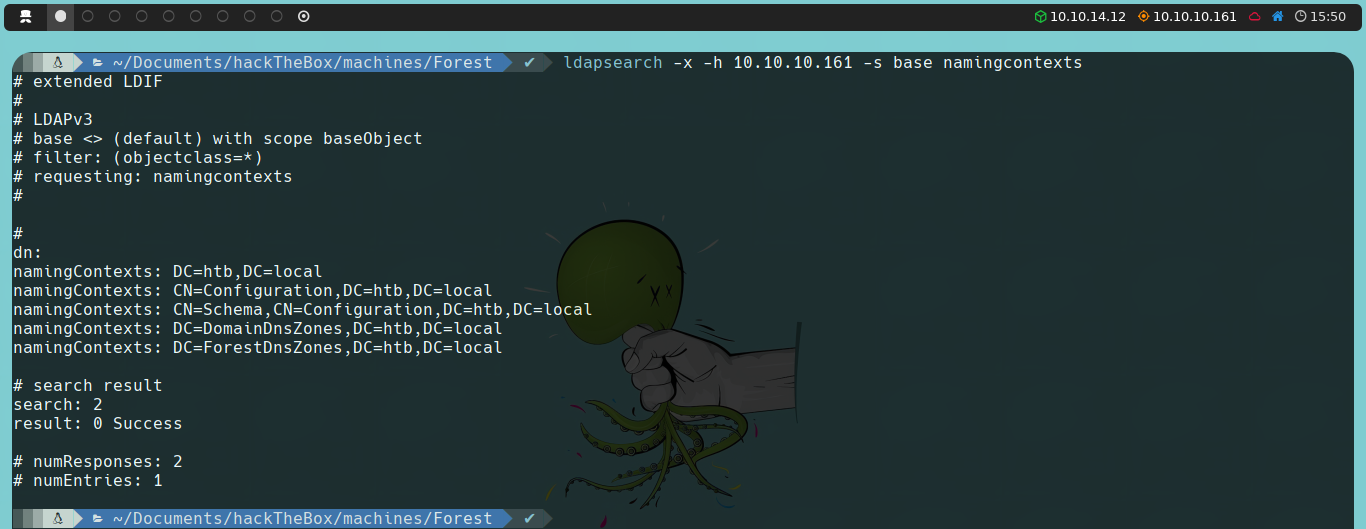 10.10.14.12 10.10.10.161 15:50
~/Documents/hackTheBox/machines/Forest ✔ ldapsearch -x -h 10.10.10.161 -s base namingcontexts
# extended LDIF
#
# LDAPv3
# base <> (default) with scope baseObject
# filter: (objectclass=*)
# requesting: namingcontexts
#
#
dn:
namingContexts: DC=htb,DC=local
namingContexts: CN=Configuration,DC=htb,DC=local
namingContexts: CN=Schema,CN=Configuration,DC=htb,DC=local
namingContexts: DC=DomainDnsZones,DC=htb,DC=local
namingContexts: DC=ForestDnsZones,DC=htb,DC=local
# search result
search: 2
result: 0 Success
# numResponses: 2
# numEntries: 1
~/Documents/hackTheBox/machines/Forest ✔